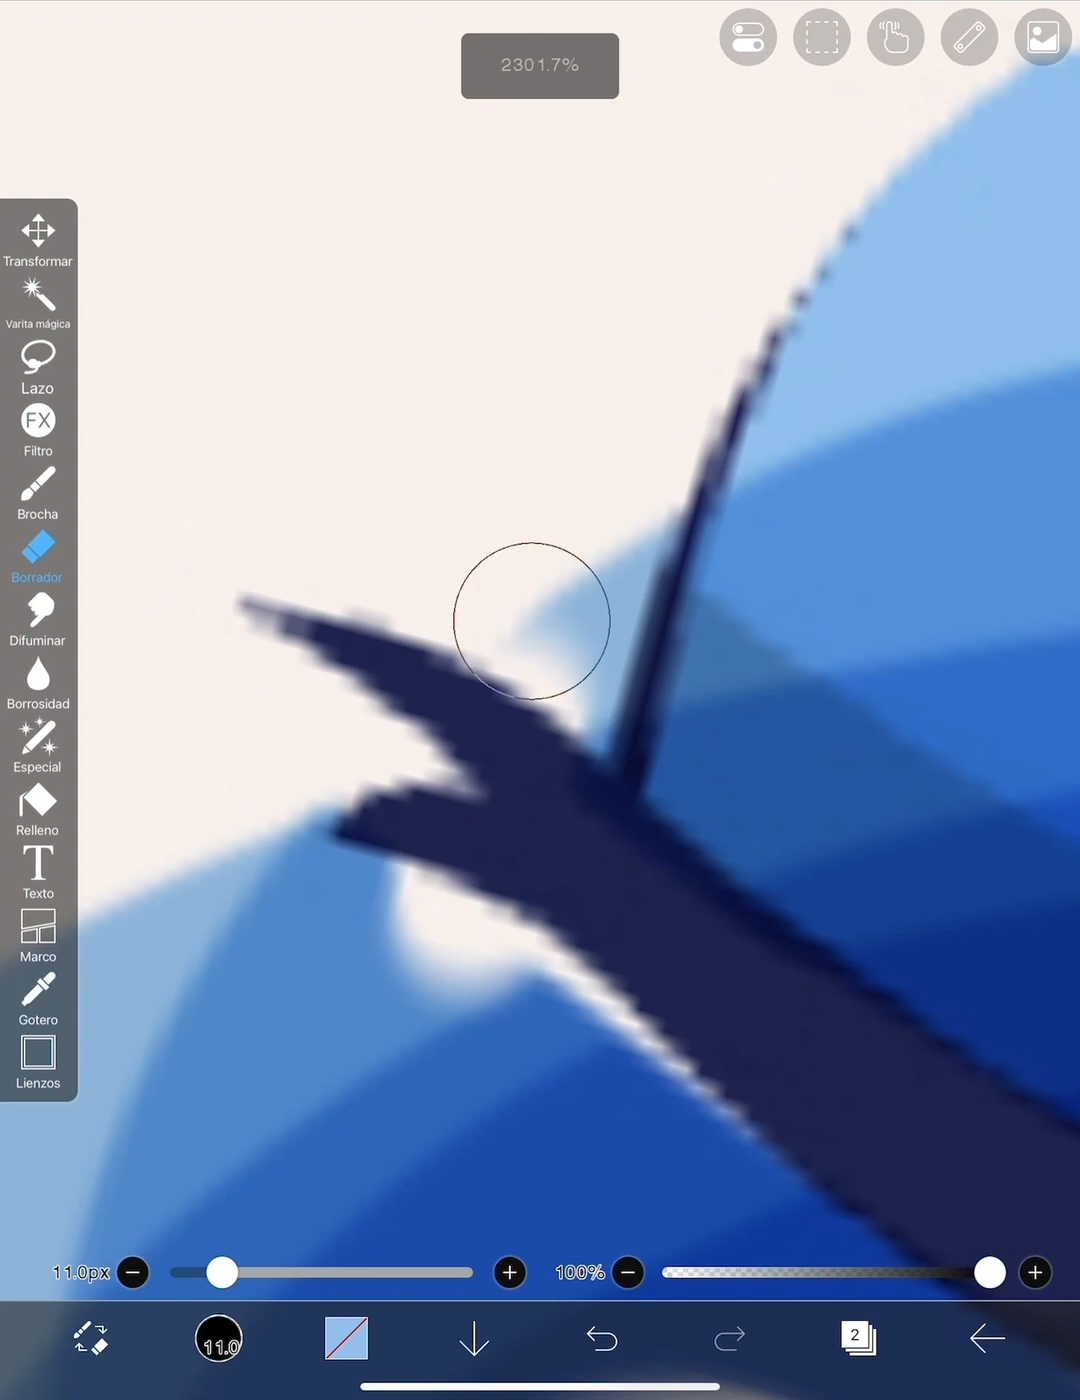 2301.7%
Transformar
Varita mágica
Lazo
FX
Filtro
Brocha
Borrador
Difuminar
Borrosidad
Especial
Relleno
T
Texto
Marco
Gotero
Lienzos
11.0px
100%
11.0
2